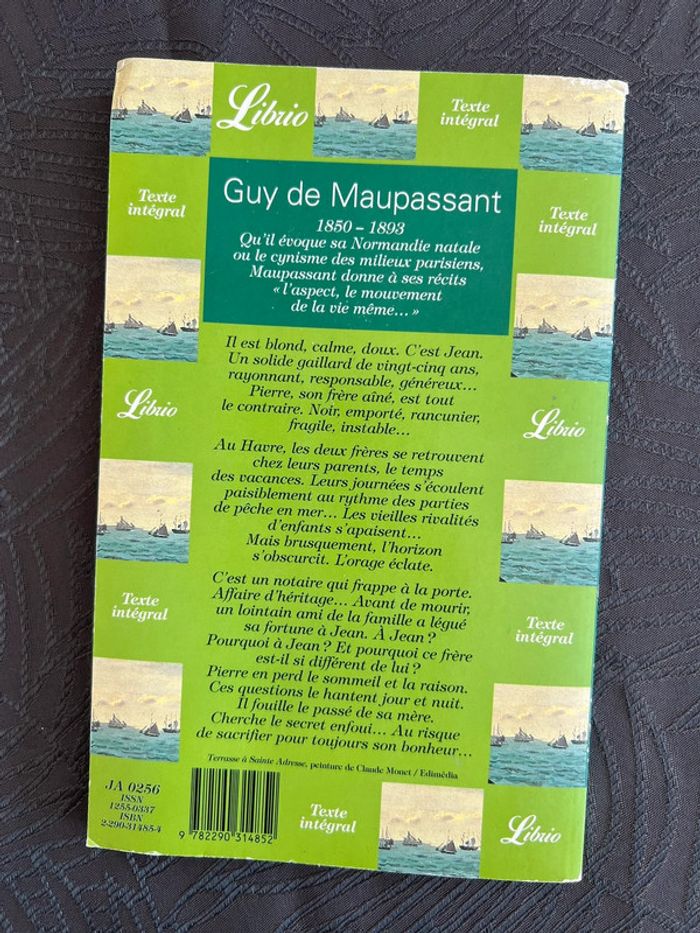 Librio
Texte
intégral
Texte
intégral
Guy de Maupassant
1850 – 1893
Qu'il évoque sa Normandie natale
ou le cynisme des milieux parisiens,
Maupassant donne à ses récits
« l'aspect, le mouvement
de la vie même... »
Texte
intégral
Il est blond, calme, doux. C'est Jean.
Un solide gaillard de vingt-cinq ans,
rayonnant, responsable, généreux...
Pierre, son frère aîné, est tout
le contraire. Noir, emporté, rancunier,
fragile, instable...
Librio
Librio
Au Havre, les deux frères se retrouvent
chez leurs parents, le temps
des vacances. Leurs journées s'écoulent
paisiblement au rythme des parties
de pêche en mer... Les vieilles rivalités
d'enfants s'apaisent...
Mais brusquement, l'horizon
s'obscurcit. L'orage éclate.
C'est un notaire qui frappe à la porte.
Affaire d'héritage... Avant de mourir,
un lointain ami de la famille a légué
sa fortune à Jean. À Jean ?
Pourquoi à Jean ? Et pourquoi ce frère
est-il si différent de lui ?
Pierre en perd le sommeil et la raison.
Ces questions le hantent jour et nuit.
Il fouille le passé de sa mère.
Cherche le secret enfoui... Au risque
de sacrifier pour toujours son bonheur...
Texte
intégral
Texte
intégral
Terrasse à Sainte Adresse, peinture de Claude Monet / Edimédia
JA 0256
ISSN
1255-0337
ISBN
2-290-31485-4
9 782290 314852
Texte
intégral
Librio